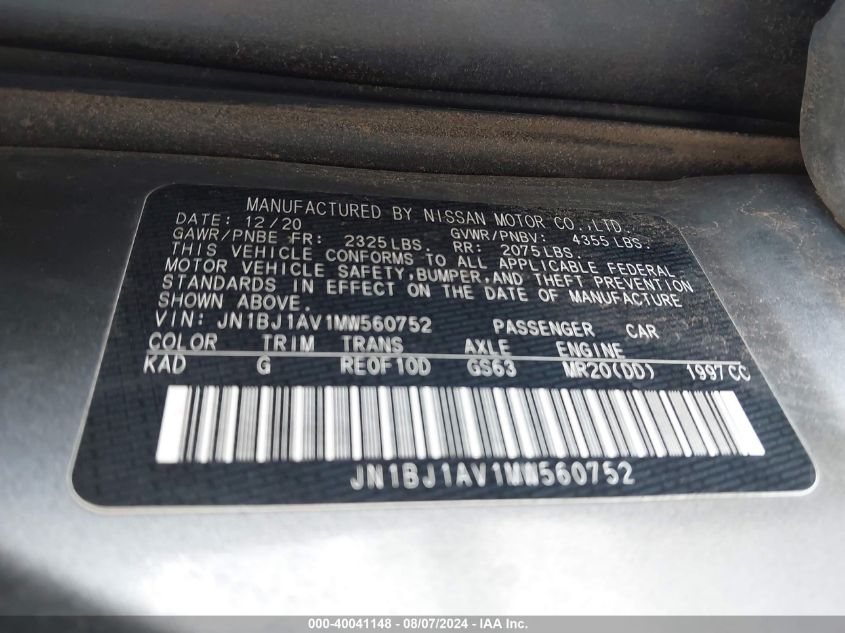 MANUFACTURED BY NISSAN MOTOR CO.,LTD.
DATE: 12/20 GVWR/PNBV: 4355 LBS.
GAWR/PNBE FR: 2325 LBS. RR: 2075 LBS.
THIS VEHICLE CONFORMS TO ALL APPLICABLE FEDERAL
MOTOR VEHICLE SAFETY, BUMPER, AND THEFT PREVENTION
STANDARDS IN EFFECT ON THE DATE OF MANUFACTURE
SHOWN ABOVE.
VIN: JN1BJ1AV1MW560752 PASSENGER CAR
COLOR TRIM TRANS AXLE ENGINE
KAD G RE0F10D GS63 MR20(DD) 1997 CC
JN1BJ1AV1MW560752
000-40041148 - 08/07/2024 - IAA Inc.